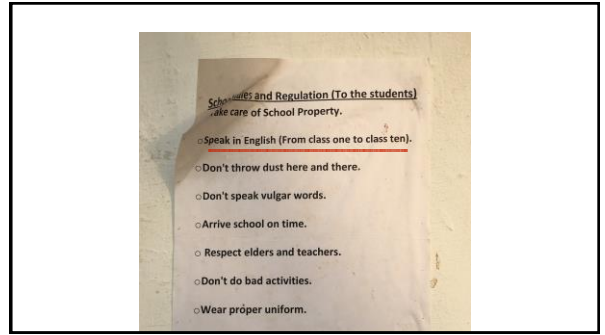 Rules and Regulation (To the students)
Take care of School Property.
○Speak in English (From class one to class ten).
○Don't throw dust here and there.
○Don't speak vulgar words.
○Arrive school on time.
○ Respect elders and teachers.
○Don't do bad activities.
○Wear proper uniform.